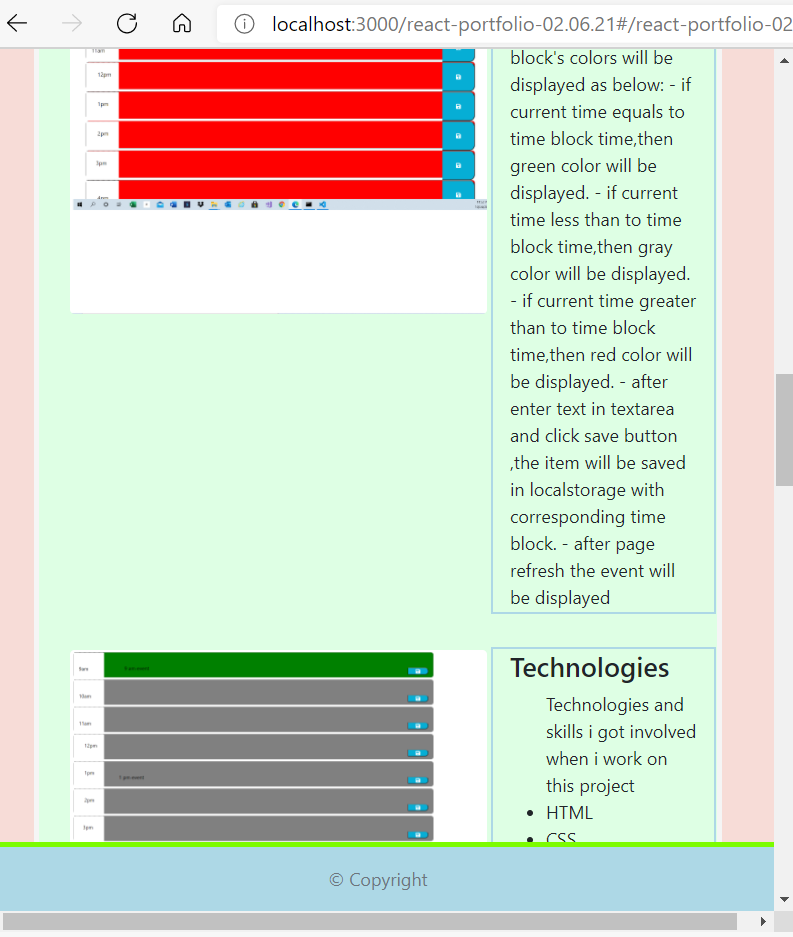 localhost:3000/react-portfolio-02.06.21#/react-portfolio-02
11am
12pm
1pm
2pm
3pm
4pm
block's colors will be
displayed as below: - if
current time equals to
time block time,then
green color will be
displayed. - if current
time less than to time
block time,then gray
color will be displayed.
- if current time greater
than to time block
time,then red color will
be displayed. - after
enter text in textarea
and click save button
,the item will be saved
in localstorage with
corresponding time
block. - after page
refresh the event will
be displayed
9am
10am
11am
12pm
1pm
2pm
3pm
Technologies
Technologies and
skills i got involved
when i work on
this project
• HTML
• CSS
© Copyright